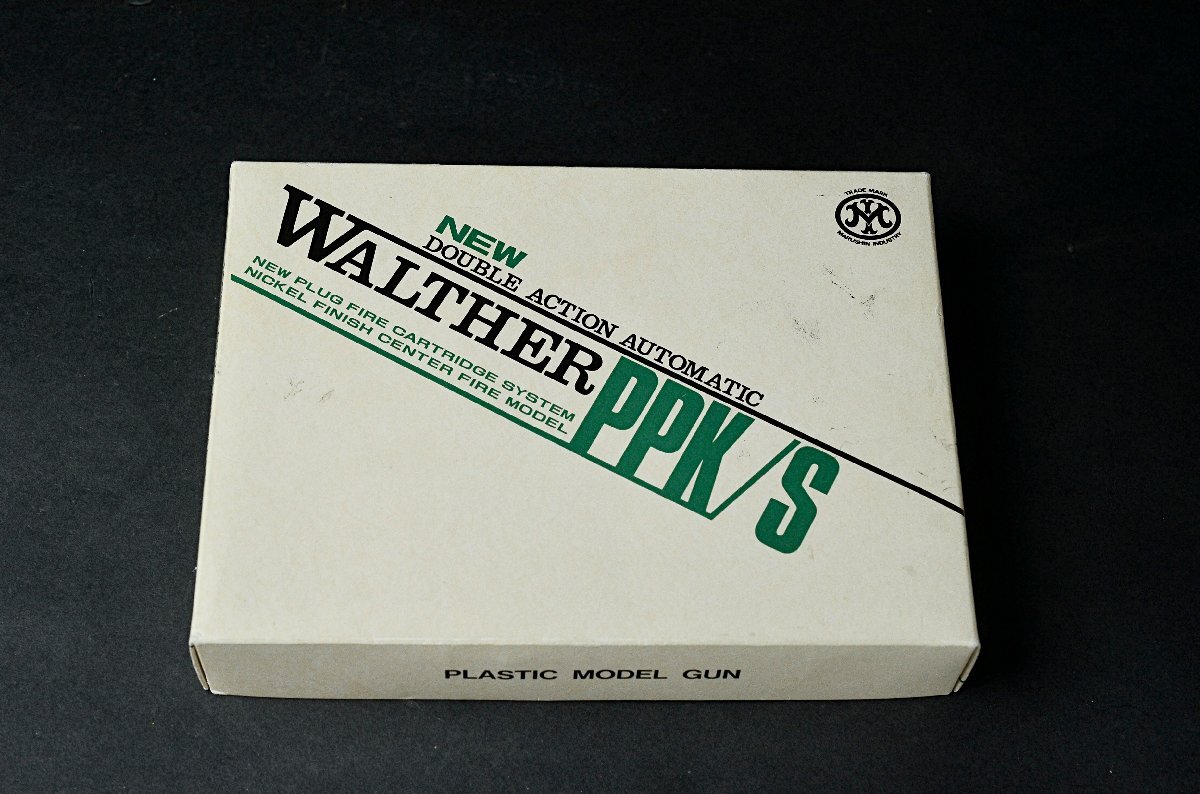 NEW
DOUBLE ACTION AUTOMATIC
WALTHER PPK/S
NEW PLUG FIRE CARTRIDGE SYSTEM
NICKEL FINISH CENTER FIRE MODEL
TRADE MARK
M
MARUSHIN INDUSTRY
PLASTIC MODEL GUN